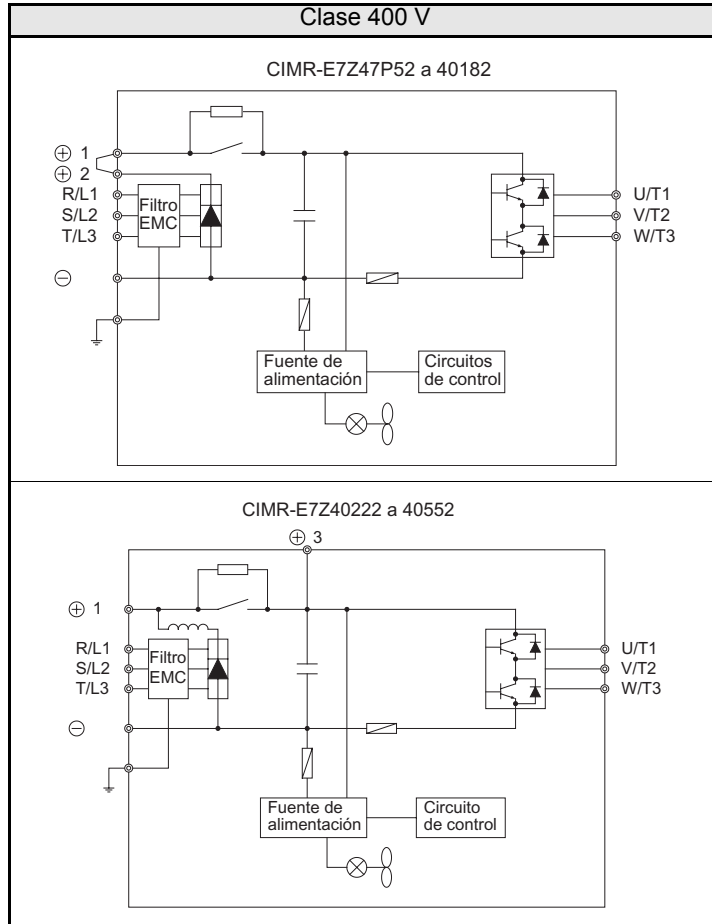 Clase 400 V
CIMR-E7Z47P52 a 40182
⊕ 1
⊕ 2
R/L1
S/L2
T/L3
⊖
Filtro
EMC
U/T1
V/T2
W/T3
Fuente de
alimentación
Circuitos
de control
CIMR-E7Z40222 a 40552
⊕ 3
⊕ 1
R/L1
S/L2
T/L3
⊖
Filtro
EMC
U/T1
V/T2
W/T3
Fuente de
alimentación
Circuito
de control